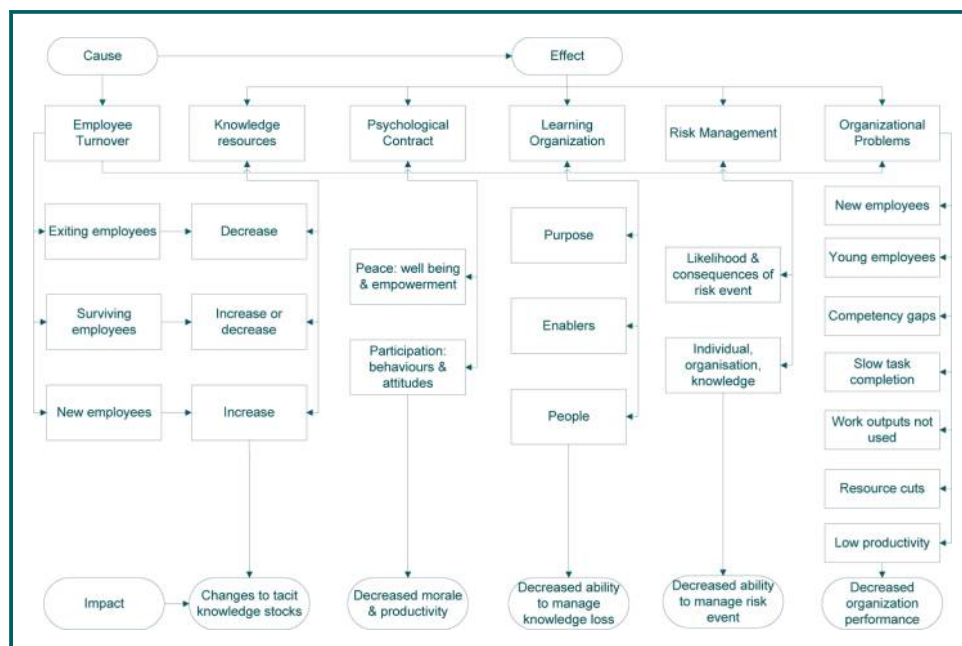 Cause
Effect
Employee
Turnover
Knowledge
resources
Psychological
Contract
Learning
Organization
Risk Management
Organizational
Problems
Exiting employees
Decrease
Surviving
employees
Increase or
decrease
New employees
Increase
Peace: well being
& empowerment
Participation:
behaviours &
attitudes
Purpose
Enablers
People
Likelihood &
consequences of
risk event
Individual,
organisation,
knowledge
New employees
Young employees
Competency gaps
Slow task
completion
Work outputs not
used
Resource cuts
Low productivity
Impact
Changes to tacit
knowledge stocks
Decreased morale
& productivity
Decreased ability
to manage
knowledge loss
Decreased ability
to manage risk
event
Decreased
organization
performance